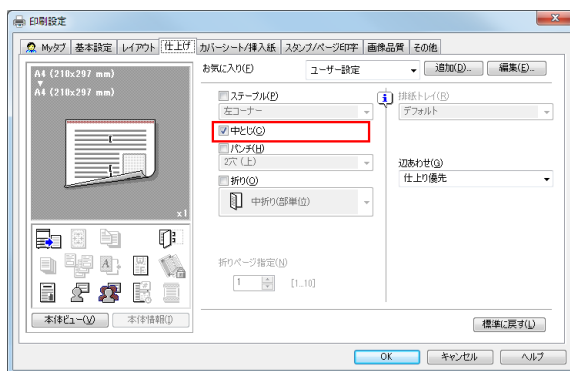 印刷設定
Myタブ 基本設定 レイアウト 仕上げ カバーシート/挿入紙 スタンプ/ページ印字 画像品質 その他
A4 (210x297 mm)
A4 (210x297 mm)
x1
本体ビュー(V) 本体情報(I)
お気に入り(F) ユーザー設定 追加(D)... 編集(E)...
ステープル(P)
左コーナー
中とじ(C)
パンチ(H)
2穴 (上)
折り(O)
中折り(部単位)
折りページ指定(N)
1 [1..10]
排紙トレイ(R)
デフォルト
辺あわせ(G)
仕上り優先
標準に戻す(L)
OK キャンセル ヘルプ